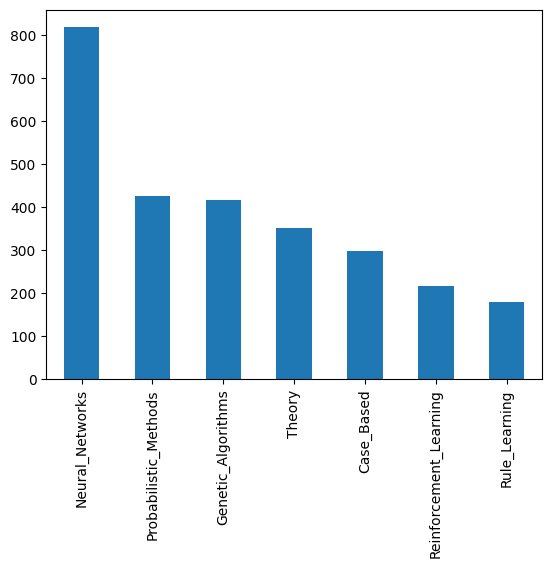 800
700
600
500
400
300
200
100
0
Neural_Networks
Probabilistic_Methods
Genetic_Algorithms
Theory
Case_Based
Reinforcement_Learning
Rule_Learning